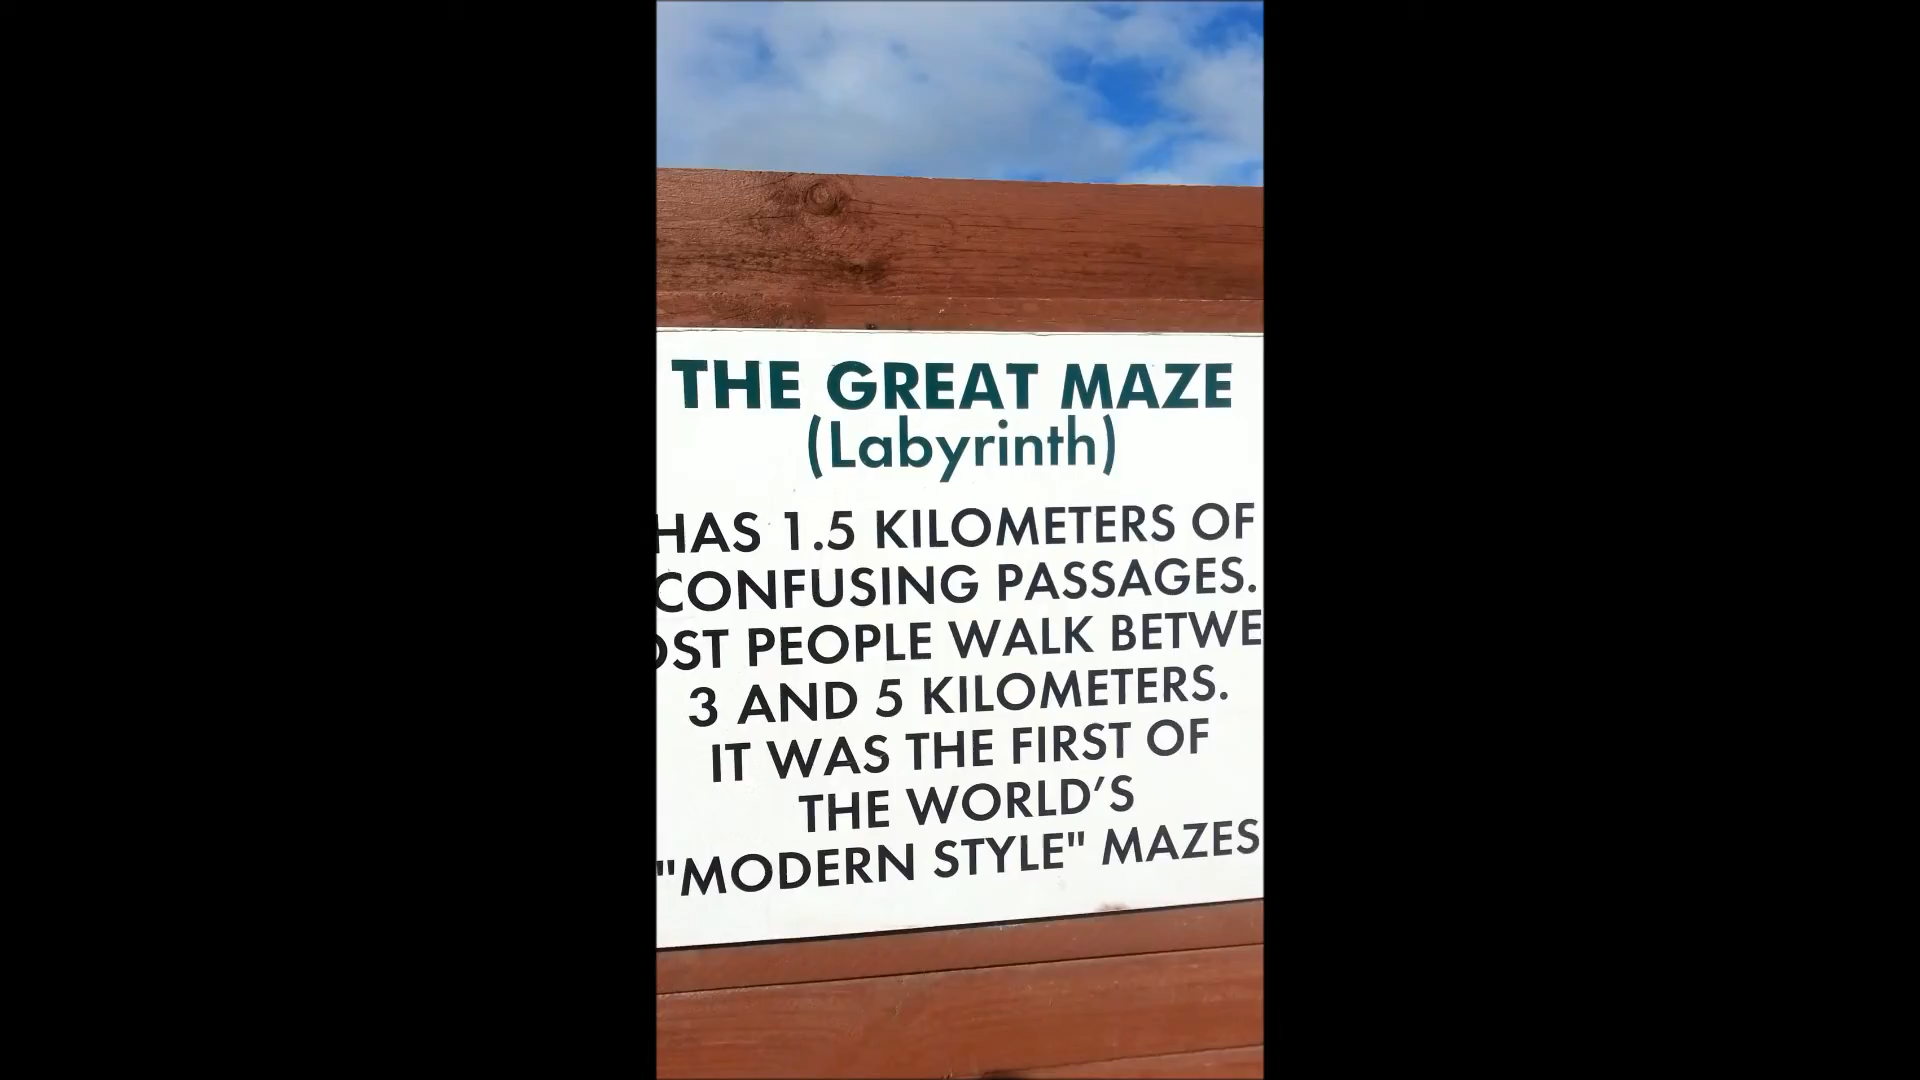 THE GREAT MAZE
(Labyrinth)
HAS 1.5 KILOMETERS OF
CONFUSING PASSAGES.
OST PEOPLE WALK BETWE
3 AND 5 KILOMETERS.
IT WAS THE FIRST OF
THE WORLD'S
"MODERN STYLE" MAZES